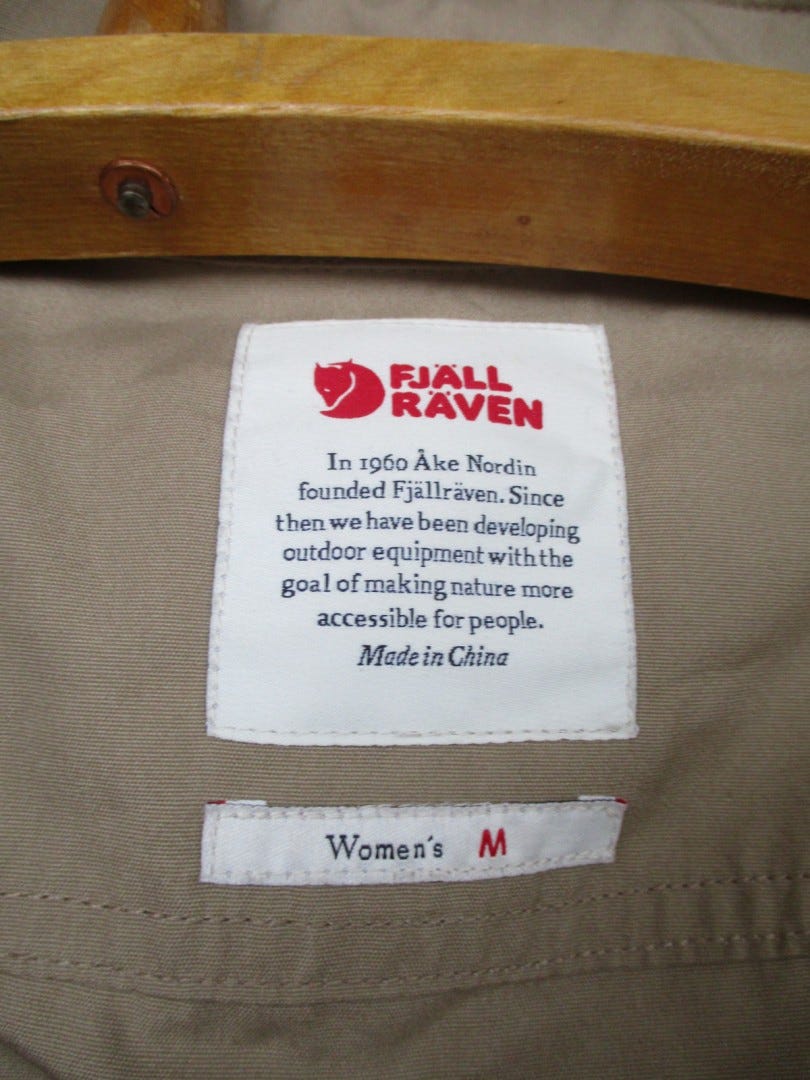 FJÄLL
RÄVEN
In 1960 Åke Nordin
founded Fjällräven. Since
then we have been developing
outdoor equipment with the
goal of making nature more
accessible for people.
Made in China
Women's M